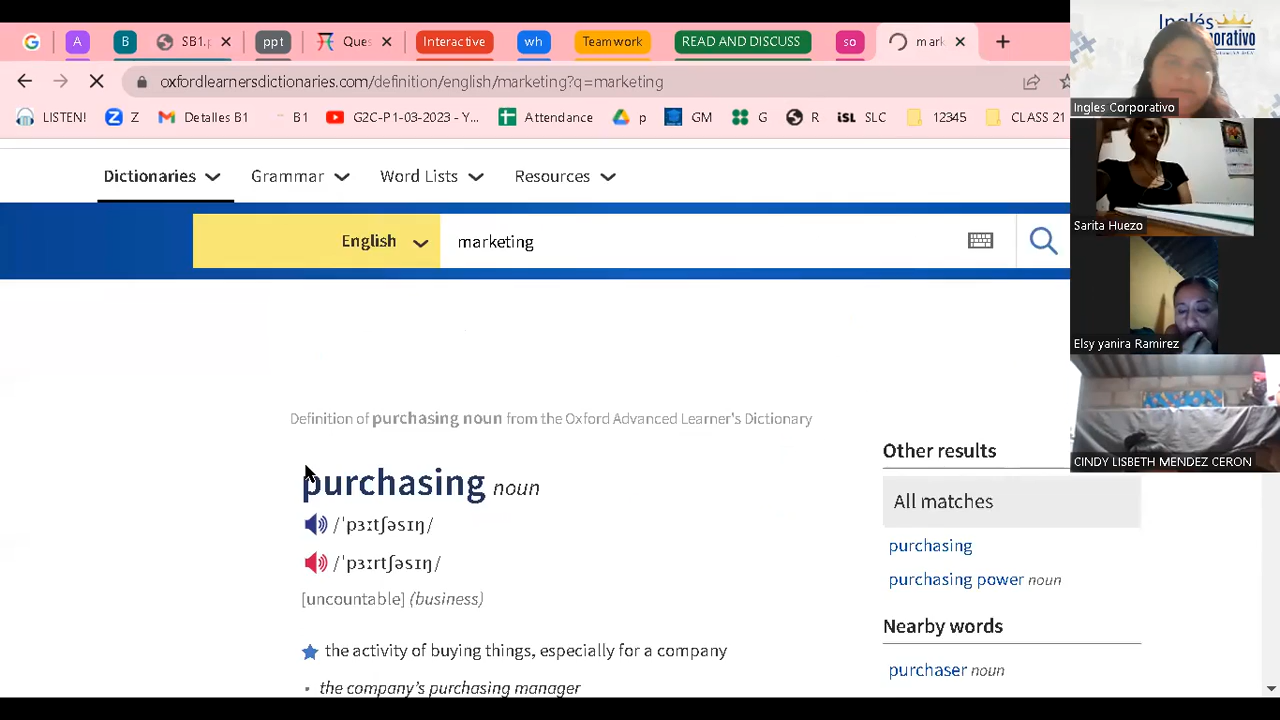 A
B
SB1.p
ppt
Ques
Interactive
wh
Teamwork
READ AND DISCUSS
so
mark
Inglés
orporativo
oxfordlearnersdictionaries.com/definition/english/marketing?q=marketing
Ingles Corporativo
LISTEN!
Z
Detalles B1
B1
G2C-P1-03-2023 - Y...
Attendance
p
GM
G
R
iSL
SLC
12345
CLASS 21
Dictionaries
Grammar
Word Lists
Resources
Sarita Huezo
English
marketing
Elsy yanira Ramirez
Definition of purchasing noun from the Oxford Advanced Learner's Dictionary
Other results
CINDY LISBETH MENDEZ CERON
purchasing noun
All matches
/ˈpɜːtʃəsɪŋ/
purchasing
/ˈpɜːrtʃəsɪŋ/
purchasing power noun
[uncountable] (business)
Nearby words
the activity of buying things, especially for a company
purchaser noun
the company's purchasing manager